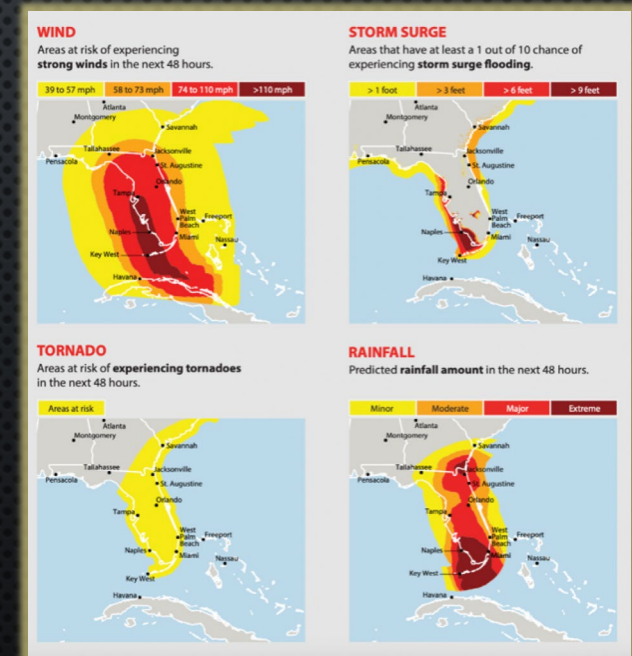 WIND
Areas at risk of experiencing
strong winds in the next 48 hours.
39 to 57 mph
58 to 73 mph
74 to 110 mph
>110 mph
Atlanta
Montgomery
Savannah
Tallahassee
Jacksonville
Pensacola
St. Augustine
Orlando
Tampa
West
Palm
Beach
Freeport
Naples
Miami
Nassau
Key West
Havana
STORM SURGE
Areas that have at least a 1 out of 10 chance of
experiencing storm surge flooding.
> 1 foot
> 3 feet
> 6 feet
> 9 feet
Atlanta
Montgomery
Savannah
Tallahassee
Jacksonville
Pensacola
St. Augustine
Orlando
Tampa
West
Palm
Beach
Freeport
Naples
Miami
Nassau
Key West
Havana
TORNADO
Areas at risk of experiencing tornadoes
in the next 48 hours.
Areas at risk
Atlanta
Montgomery
Savannah
Tallahassee
Jacksonville
Pensacola
St. Augustine
Orlando
Tampa
West
Palm
Beach
Freeport
Naples
Miami
Nassau
Key West
Havana
RAINFALL
Predicted rainfall amount in the next 48 hours.
Minor
Moderate
Major
Extreme
Atlanta
Montgomery
Savannah
Tallahassee
Jacksonville
Pensacola
St. Augustine
Orlando
Tampa
West
Palm
Beach
Freeport
Naples
Miami
Nassau
Key West
Havana